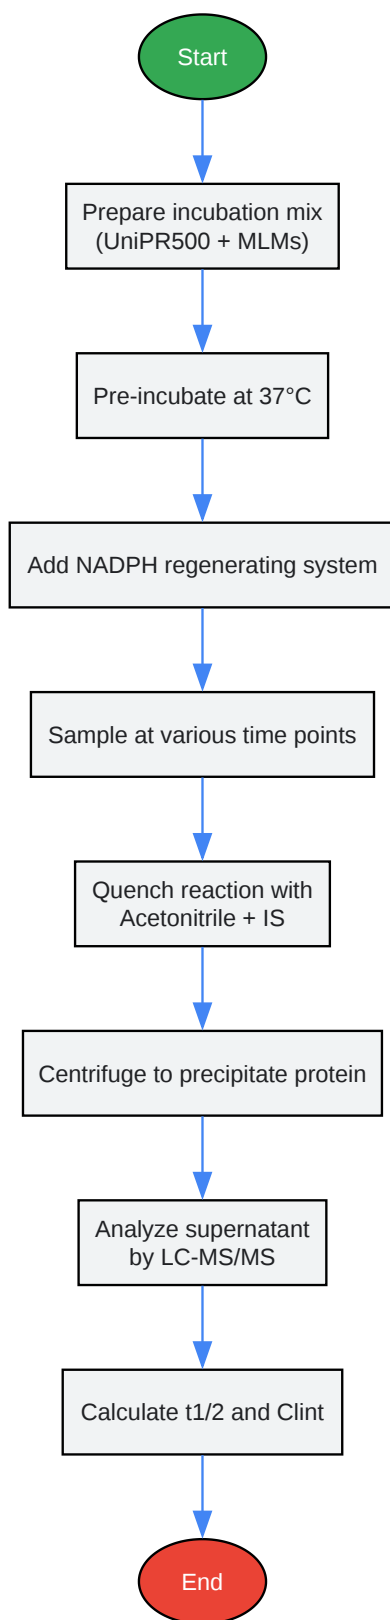 Start
Prepare incubation mix
(UniPR500 + MLMs)
Pre-incubate at 37°C
Add NADPH regenerating system
Sample at various time points
Quench reaction with
Acetonitrile + IS
Centrifuge to precipitate protein
Analyze supernatant
by LC-MS/MS
Calculate t1/2 and Clint
End